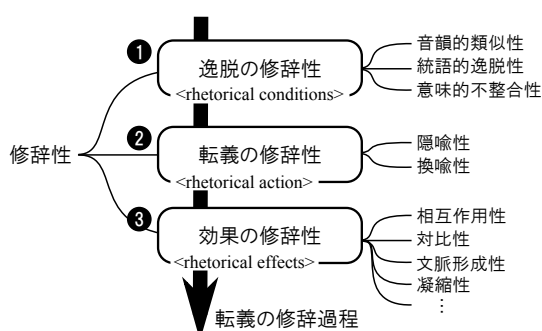 修辞性
❶
逸脱の修辞性
<rhetorical conditions>
音韻的類似性
統語的逸脱性
意味的不整合性
❷
転義の修辞性
<rhetorical action>
隠喩性
換喩性
❸
効果の修辞性
<rhetorical effects>
相互作用性
対比性
文脈形成性
凝縮性
⋮
転義の修辞過程